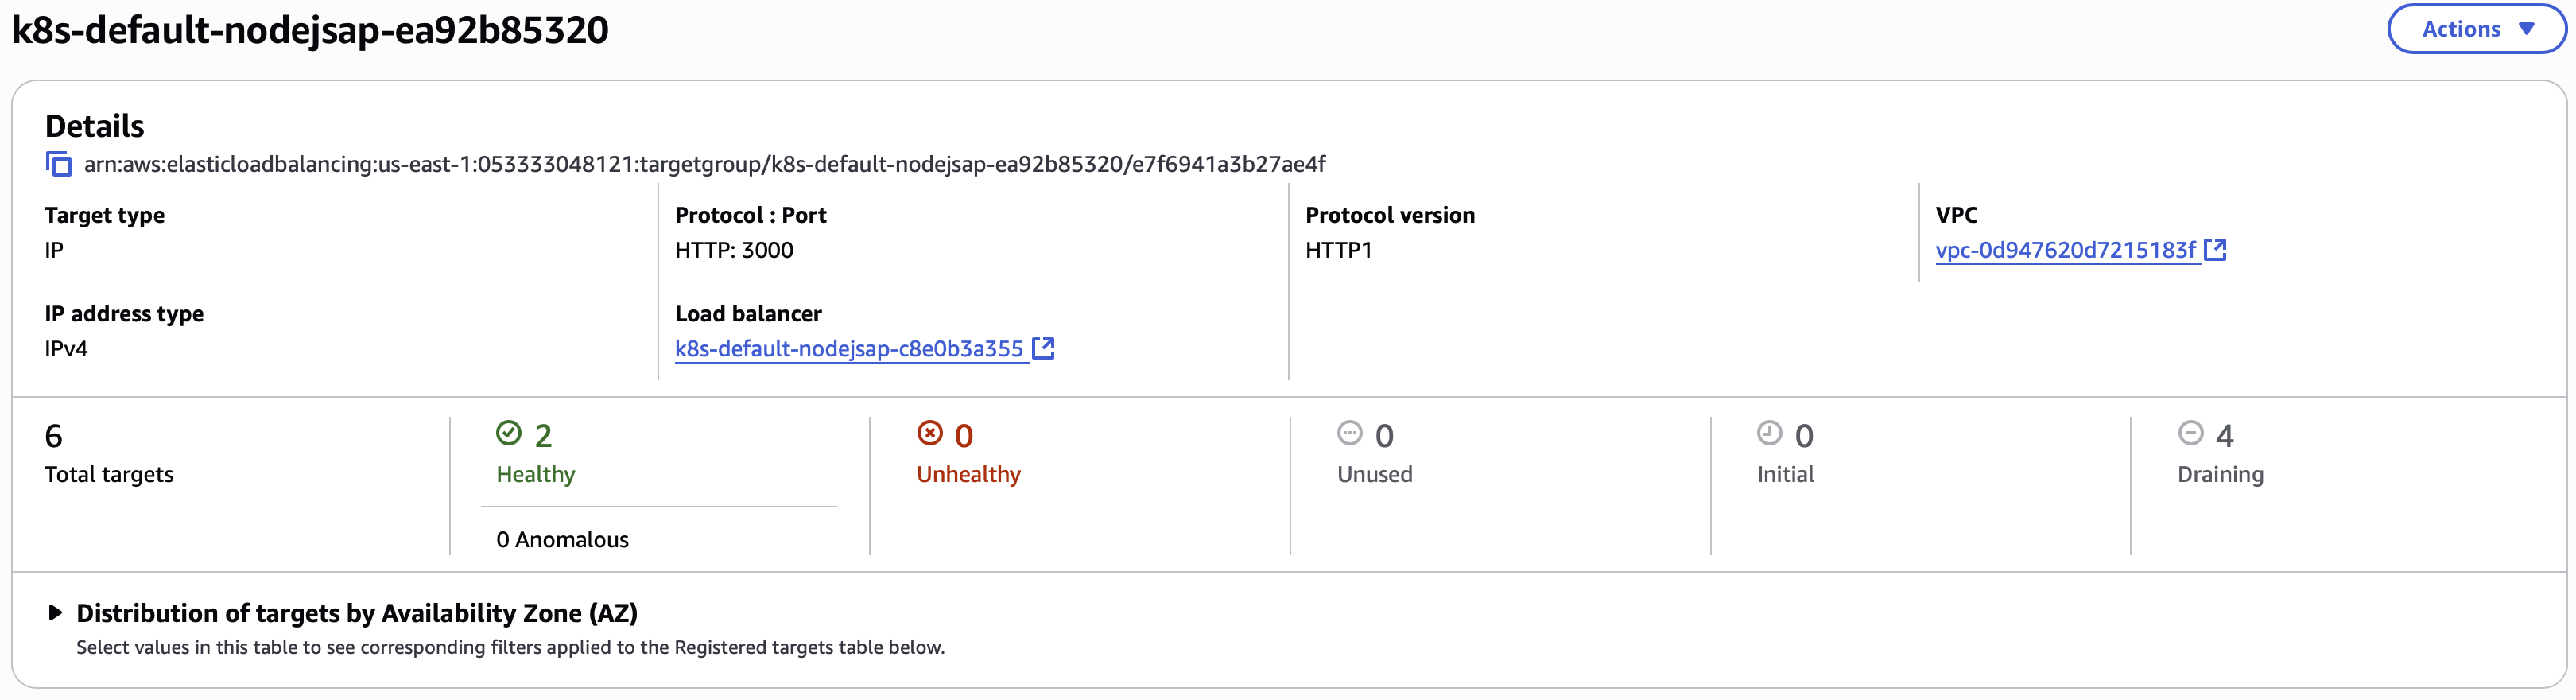 k8s-default-nodejsap-ea92b85320
Actions
Details
arn:aws:elasticloadbalancing:us-east-1:053333048121:targetgroup/k8s-default-nodejsap-ea92b85320/e7f6941a3b27ae4f
Target type
IP
Protocol : Port
HTTP: 3000
Protocol version
HTTP1
VPC
vpc-0d947620d7215183f
IP address type
IPv4
Load balancer
k8s-default-nodejsap-c8e0b3a355
6
Total targets
2
Healthy
0 Anomalous
0
Unhealthy
0
Unused
0
Initial
4
Draining
Distribution of targets by Availability Zone (AZ)
Select values in this table to see corresponding filters applied to the Registered targets table below.